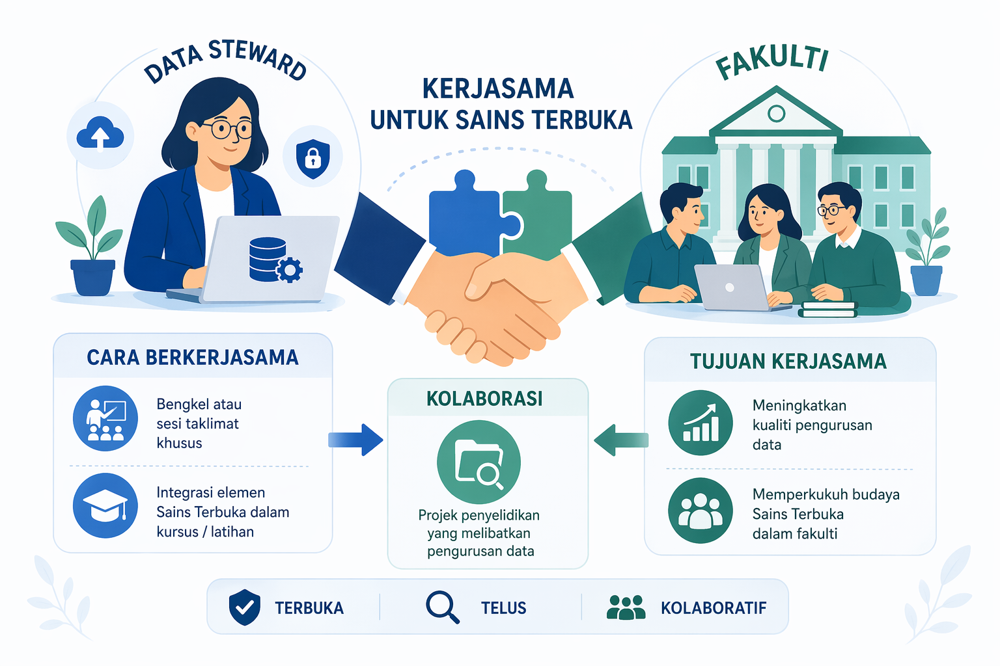 DATA STEWARD
KERJASAMA
UNTUK SAINS TERBUKA
FAKULTI
CARA BERKERJASAMA
Bengkel atau
sesi taklimat
khusus
Integrasi elemen
Sains Terbuka dalam
kursus / latihan
KOLABORASI
Projek penyelidikan
yang melibatkan
pengurusan data
TUJUAN KERJASAMA
Meningkatkan
kualiti pengurusan
data
Memperkukuh budaya
Sains Terbuka
dalam fakulti
TERBUKA
TELUS
KOLABORATIF